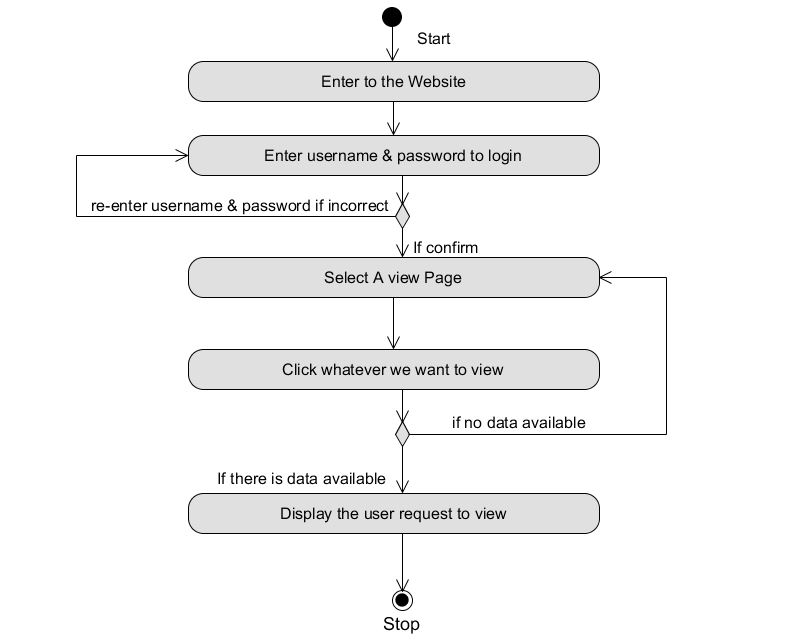 Start
Enter to the Website
Enter username & password to login
re-enter username & password if incorrect
If confirm
Select A view Page
Click whatever we want to view
if no data available
If there is data available
Display the user request to view
Stop